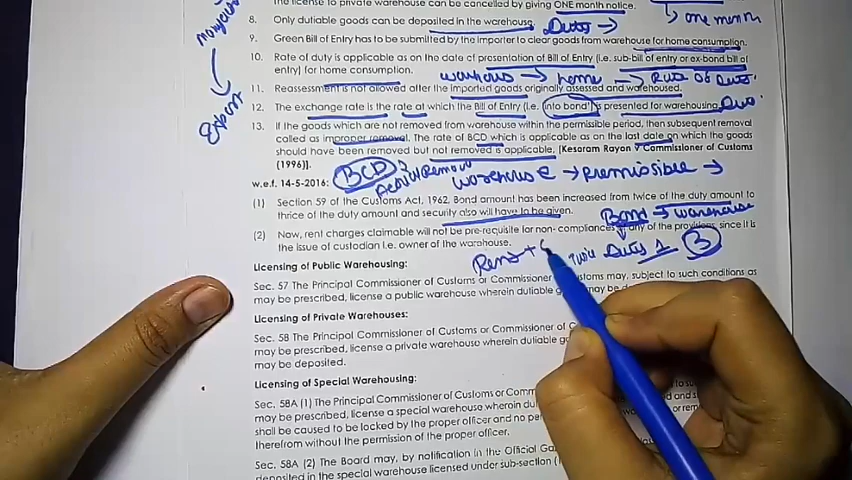 The license to private warehouse can be cancelled by giving ONE month notice.
one month
8. Only dutiable goods can be deposited in the warehouse. Duts →
9. Green Bill of Entry has to be submitted by the importer to clear goods from warehouse for home consumption.
10. Rate of duty is applicable as on the date of presentation of Bill of Entry (i.e. sub-bill of entry or ex-bond bill of
entry) for home consumption.
warehous → home → Rate of Duts.
11. Reassessment is not allowed after the imported goods originally assessed and warehoused.
12. The exchange rate is the rate at which the Bill of Entry (i.e. 'into bond') is presented for warehousing.
Export
13. If the goods which are not removed from warehouse within the permissible period, then subsequent removal
called as improper removal. The rate of BCD which is applicable as on the last date on which the goods
should have been removed but not removed is applicable. [Kesoram Rayon v Commissioner of Customs
(1996)].
BCD
warehouse → premissible →
w.e.f. 14-5-2016:
(1) Section 59 of the Customs Act, 1962, Bond amount has been increased from twice of the duty amount to
thrice of the duty amount and security also will have to be given.
Bond → warehouse
(2) Now, rent charges claimable will not be pre-requisite for non- compliances of any of the provisions since it is
the issue of custodian i.e. owner of the warehouse.
Twice Duty 3
Rent +
Licensing of Public Warehouse:
Sec. 57 The Principal Commissioner of Customs or Commissioner of Customs may, subject to such conditions as
may be prescribed, license a public warehouse wherein dutiable goods may be
Licensing of Private Warehouses:
Sec. 58 The Principal Commissioner of Customs or Commissioner of
may be prescribed, license a private warehouse wherein dutiable
may be deposited.
Licensing of Special Warehousing:
Sec. 58A (1) The Principal Commissioner of Customs or
may be prescribed, license a special warehouse wherein
shall be caused to be locked by the proper officer and no
therefrom without the permission of the proper officer.
Sec. 58A (2) The Board may, by notification in the Official
deposited in the special warehouse licensed under sub-section